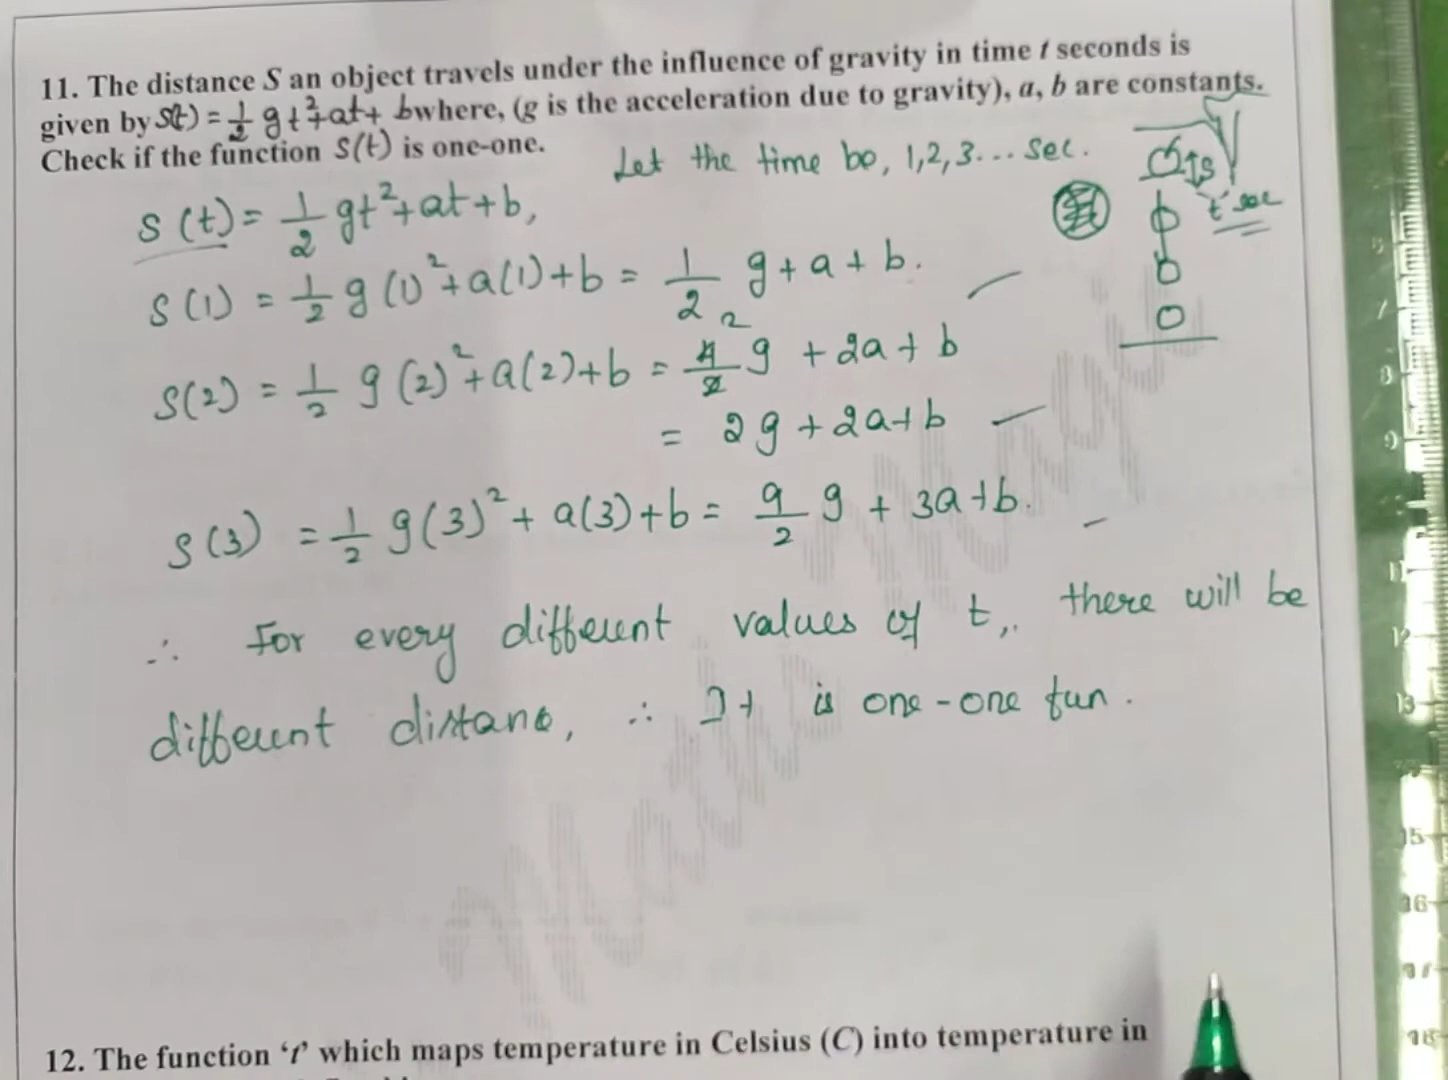 11. The distance S an object travels under the influence of gravity in time t seconds is
given by S(t) = 1/2 gt²+at+ b where, (g is the acceleration due to gravity), a, b are constants.
Check if the function S(t) is one-one.
Let the time be, 1,2,3... sec.
't' sec
S(t) = 1/2 gt²+at+b,
S(1) = 1/2 g(1)²+a(1)+b = 1/2 g+a+b.
S(2) = 1/2 g(2)²+a(2)+b = 4/2 g + 2a+b
= 2g+2a+b
S(3) = 1/2 g(3)²+ a(3)+b = 9/2 g + 3a+b.
∴ For every different values of t, there will be
different distane, ∴ It is one-one fun.
12. The function ‘t’ which maps temperature in Celsius (C) into temperature in